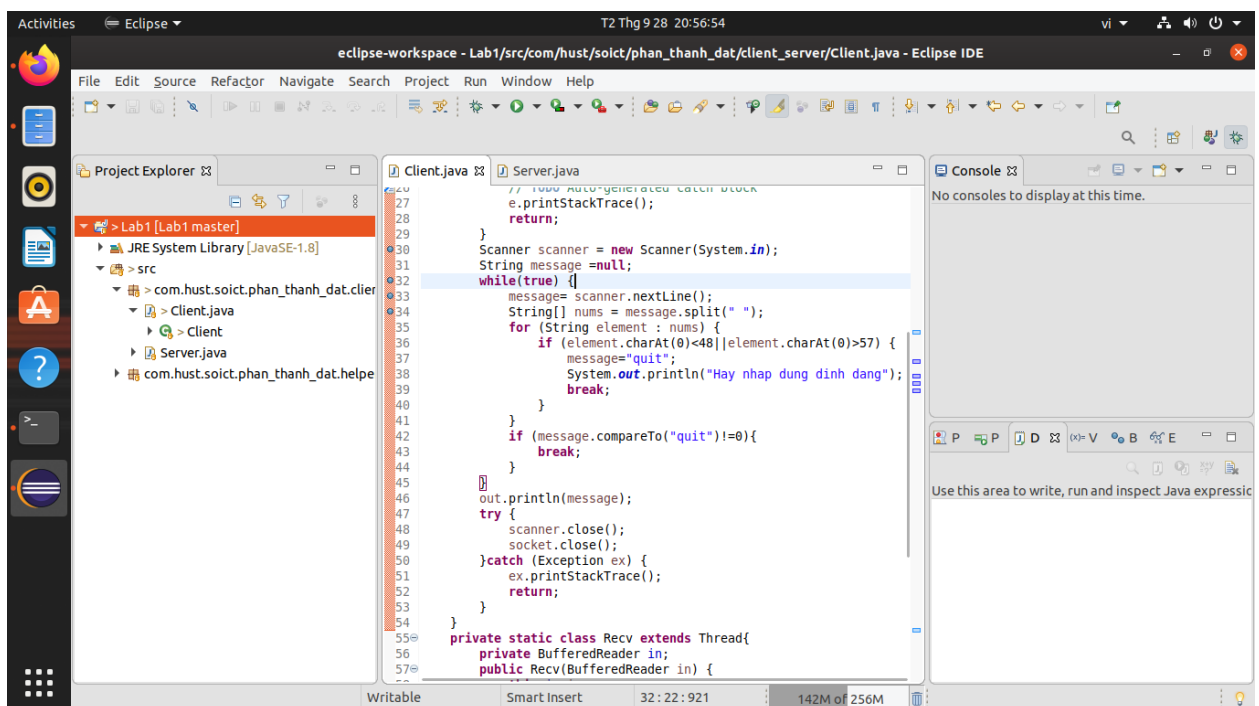 Activities Eclipse T2 Thg 9 28 20:56:54 vi
eclipse-workspace - Lab1/src/com/hust/soict/phan_thanh_dat/client_server/Client.java - Eclipse IDE
File Edit Source Refactor Navigate Search Project Run Window Help
Project Explorer
> Lab1 [Lab1 master]
JRE System Library [JavaSE-1.8]
> src
> com.hust.soict.phan_thanh_dat.clier
> Client.java
> Client
> Server.java
com.hust.soict.phan_thanh_dat.helpe
Client.java Server.java
26 // TODO Auto-generated catch block
27 e.printStackTrace();
28 return;
29 }
30 Scanner scanner = new Scanner(System.in);
31 String message =null;
32 while(true) {
33 message= scanner.nextLine();
34 String[] nums = message.split(" ");
35 for (String element : nums) {
36 if (element.charAt(0)<48||element.charAt(0)>57) {
37 message="quit";
38 System.out.println("Hay nhap dung dinh dang");
39 break;
40 }
41 }
42 if (message.compareTo("quit")!=0){
43 break;
44 }
45 }
46 out.println(message);
47 try {
48 scanner.close();
49 socket.close();
50 }catch (Exception ex) {
51 ex.printStackTrace();
52 return;
53 }
54 }
55 private static class Recv extends Thread{
56 private BufferedReader in;
57 public Recv(BufferedReader in) {
Console
No consoles to display at this time.
P P D (x)= V B E
Use this area to write, run and inspect Java expressic
Writable Smart Insert 32 : 22 : 921 142M of 256M